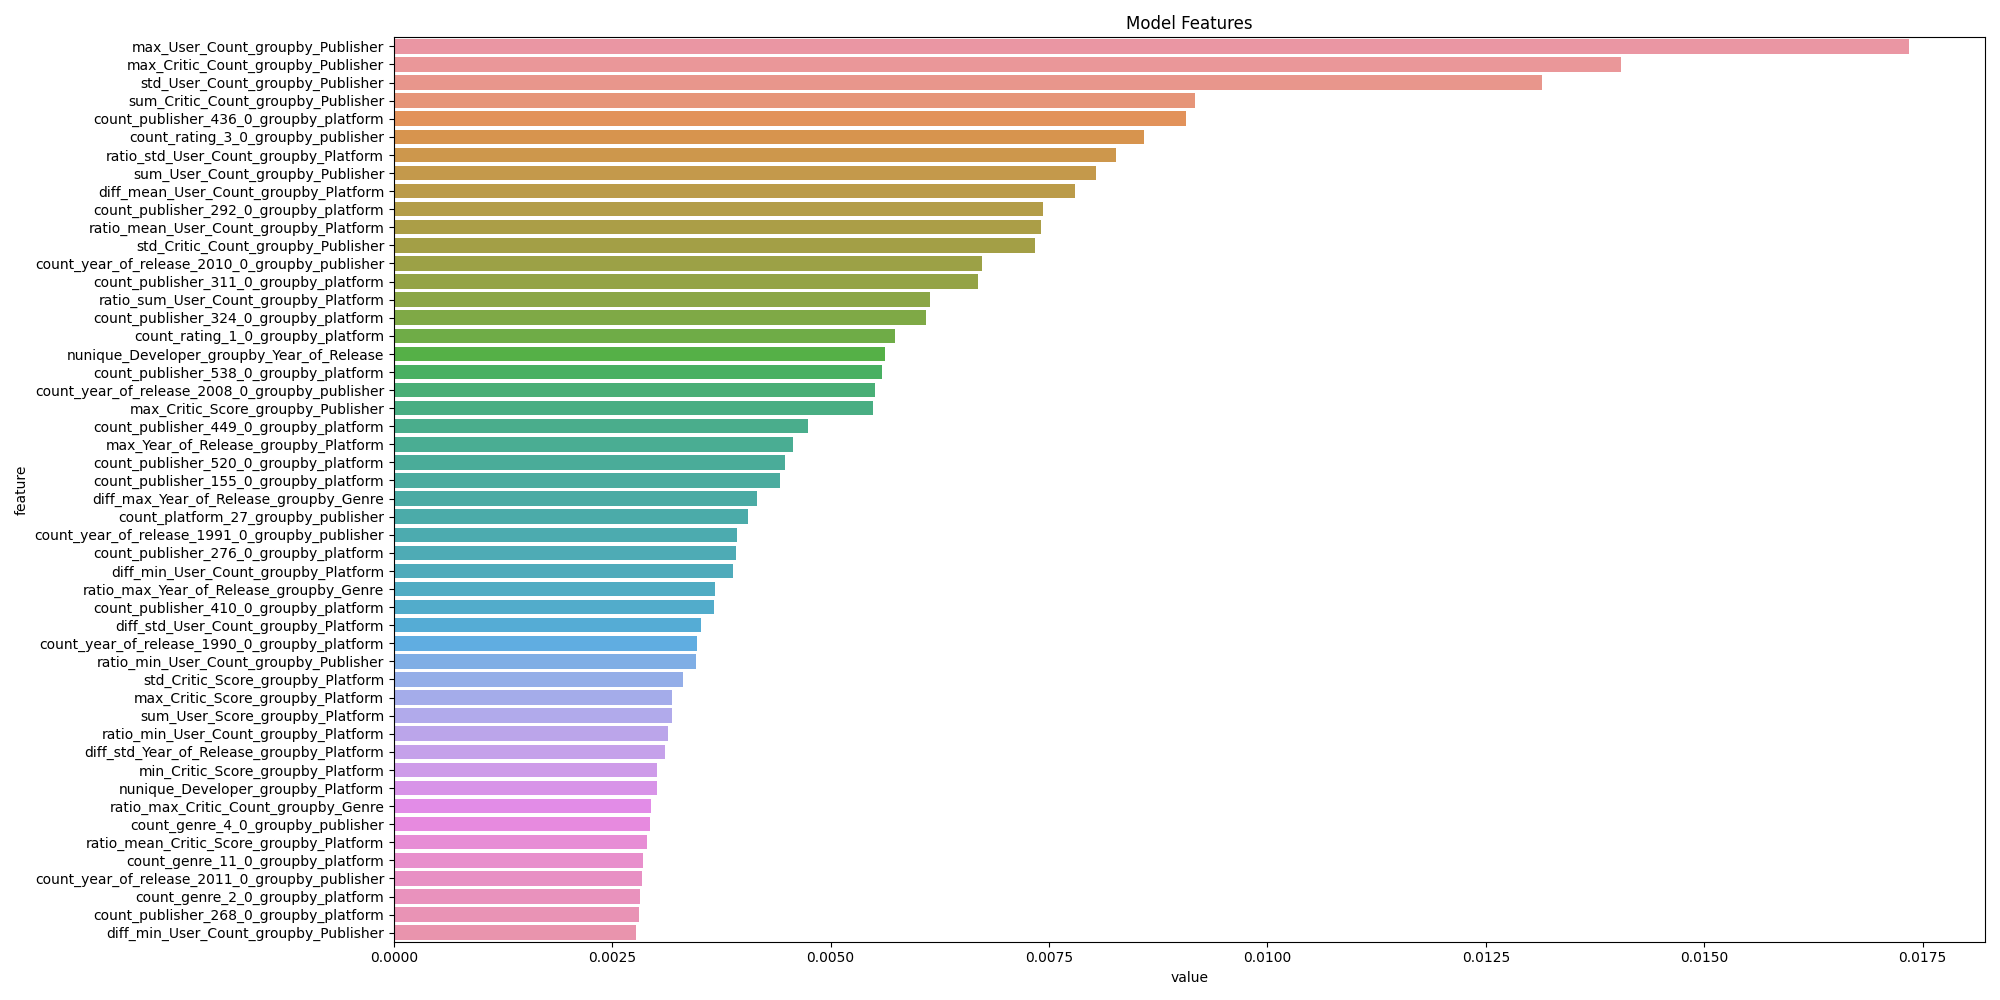 Model Features
feature
max_User_Count_groupby_Publisher
max_Critic_Count_groupby_Publisher
std_User_Count_groupby_Publisher
sum_Critic_Count_groupby_Publisher
count_publisher_436_0_groupby_platform
count_rating_3_0_groupby_publisher
ratio_std_User_Count_groupby_Platform
sum_User_Count_groupby_Publisher
diff_mean_User_Count_groupby_Platform
count_publisher_292_0_groupby_platform
ratio_mean_User_Count_groupby_Platform
std_Critic_Count_groupby_Publisher
count_year_of_release_2010_0_groupby_publisher
count_publisher_311_0_groupby_platform
ratio_sum_User_Count_groupby_Platform
count_publisher_324_0_groupby_platform
count_rating_1_0_groupby_platform
nunique_Developer_groupby_Year_of_Release
count_publisher_538_0_groupby_platform
count_year_of_release_2008_0_groupby_publisher
max_Critic_Score_groupby_Publisher
count_publisher_449_0_groupby_platform
max_Year_of_Release_groupby_Platform
count_publisher_520_0_groupby_platform
count_publisher_155_0_groupby_platform
diff_max_Year_of_Release_groupby_Genre
count_platform_27_groupby_publisher
count_year_of_release_1991_0_groupby_publisher
count_publisher_276_0_groupby_platform
diff_min_User_Count_groupby_Platform
ratio_max_Year_of_Release_groupby_Genre
count_publisher_410_0_groupby_platform
diff_std_User_Count_groupby_Platform
count_year_of_release_1990_0_groupby_platform
ratio_min_User_Count_groupby_Publisher
std_Critic_Score_groupby_Platform
max_Critic_Score_groupby_Platform
sum_User_Score_groupby_Platform
ratio_min_User_Count_groupby_Platform
diff_std_Year_of_Release_groupby_Platform
min_Critic_Score_groupby_Platform
nunique_Developer_groupby_Platform
ratio_max_Critic_Count_groupby_Genre
count_genre_4_0_groupby_publisher
ratio_mean_Critic_Score_groupby_Platform
count_genre_11_0_groupby_platform
count_year_of_release_2011_0_groupby_publisher
count_genre_2_0_groupby_platform
count_publisher_268_0_groupby_platform
diff_min_User_Count_groupby_Publisher
0.0000 0.0025 0.0050 0.0075 0.0100 0.0125 0.0150 0.0175
value